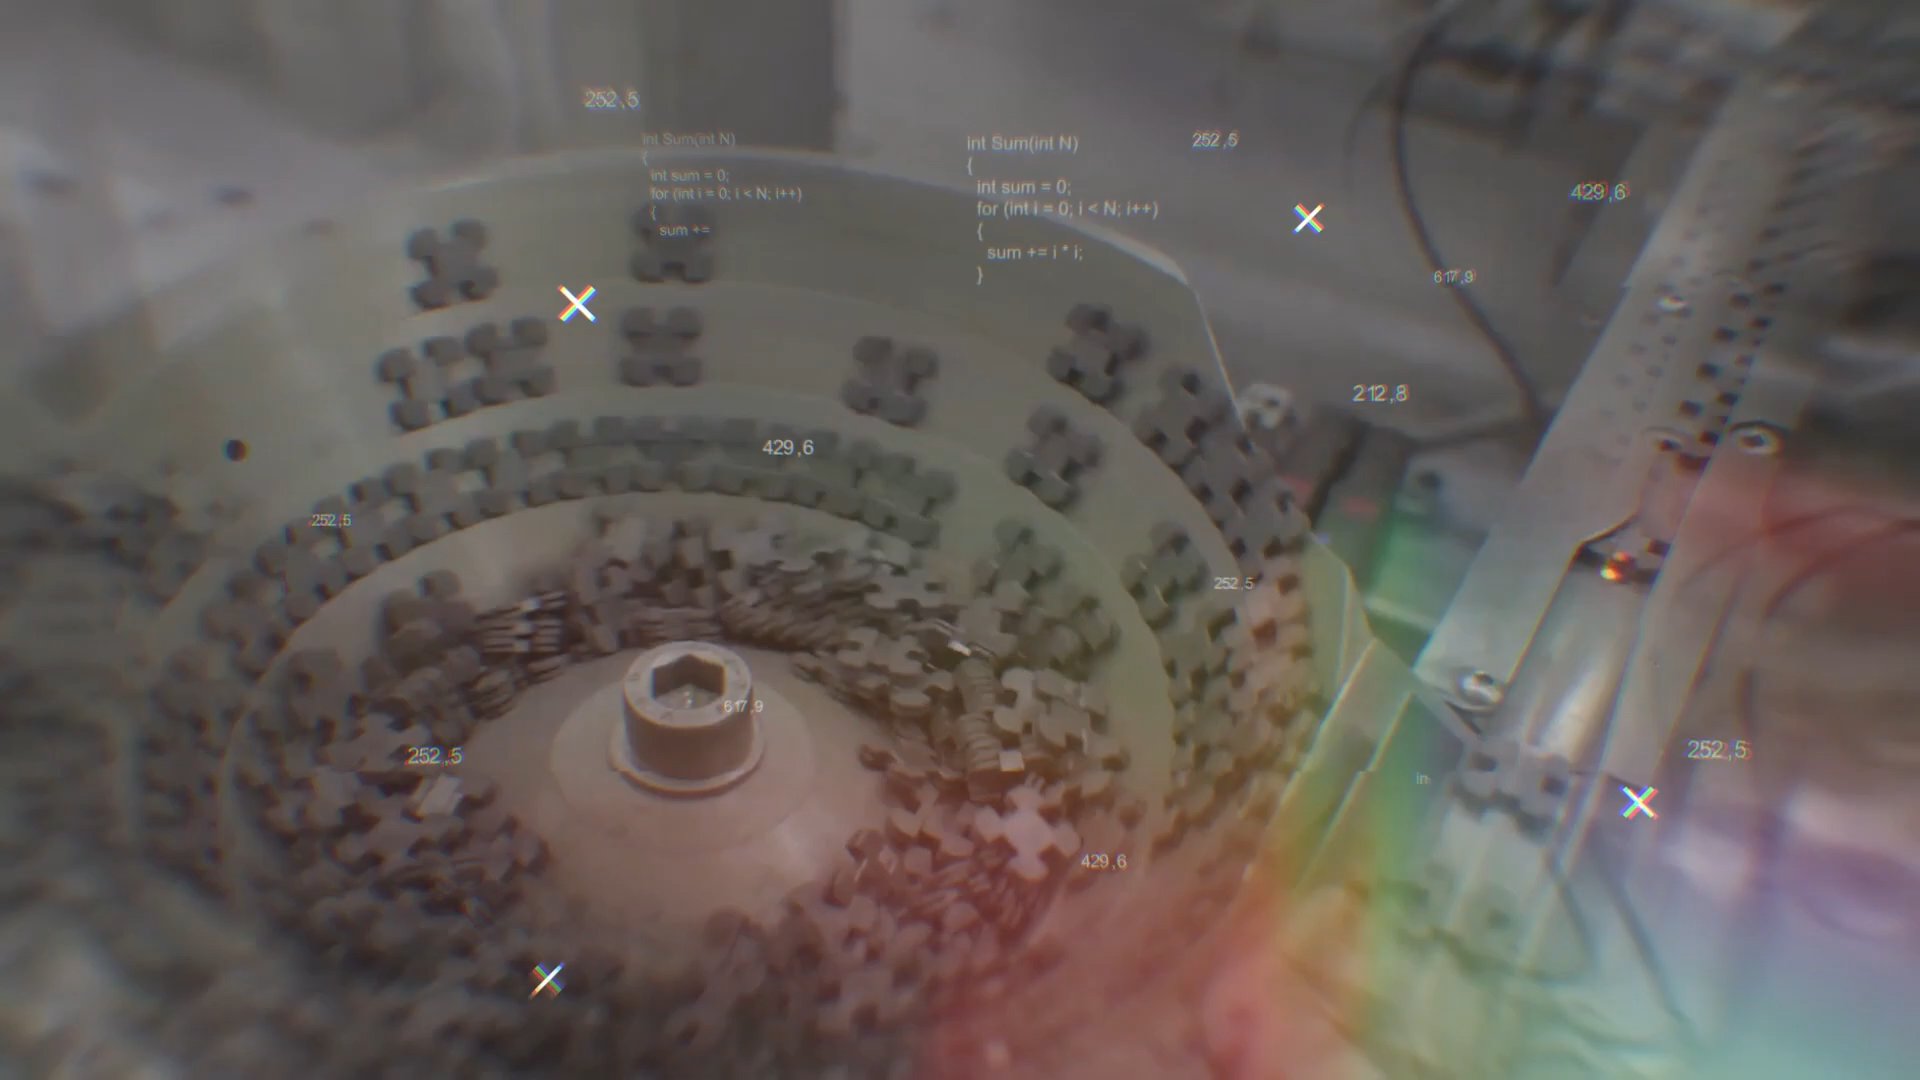 252,5
int Sum(int N)
{
int sum = 0;
for (int i = 0; i < N; i++)
{
sum +=
int Sum(int N)
{
int sum = 0;
for (int i = 0; i < N; i++)
{
sum += i * i;
}
252,5
429,6
617,9
212,8
429,6
252,5
252,5
617,9
252,5
252,5
in
429,6